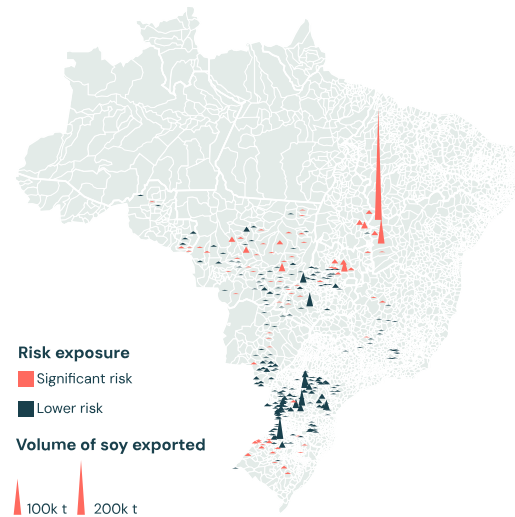 Risk exposure
Significant risk
Lower risk
Volume of soy exported
100k t 200k t